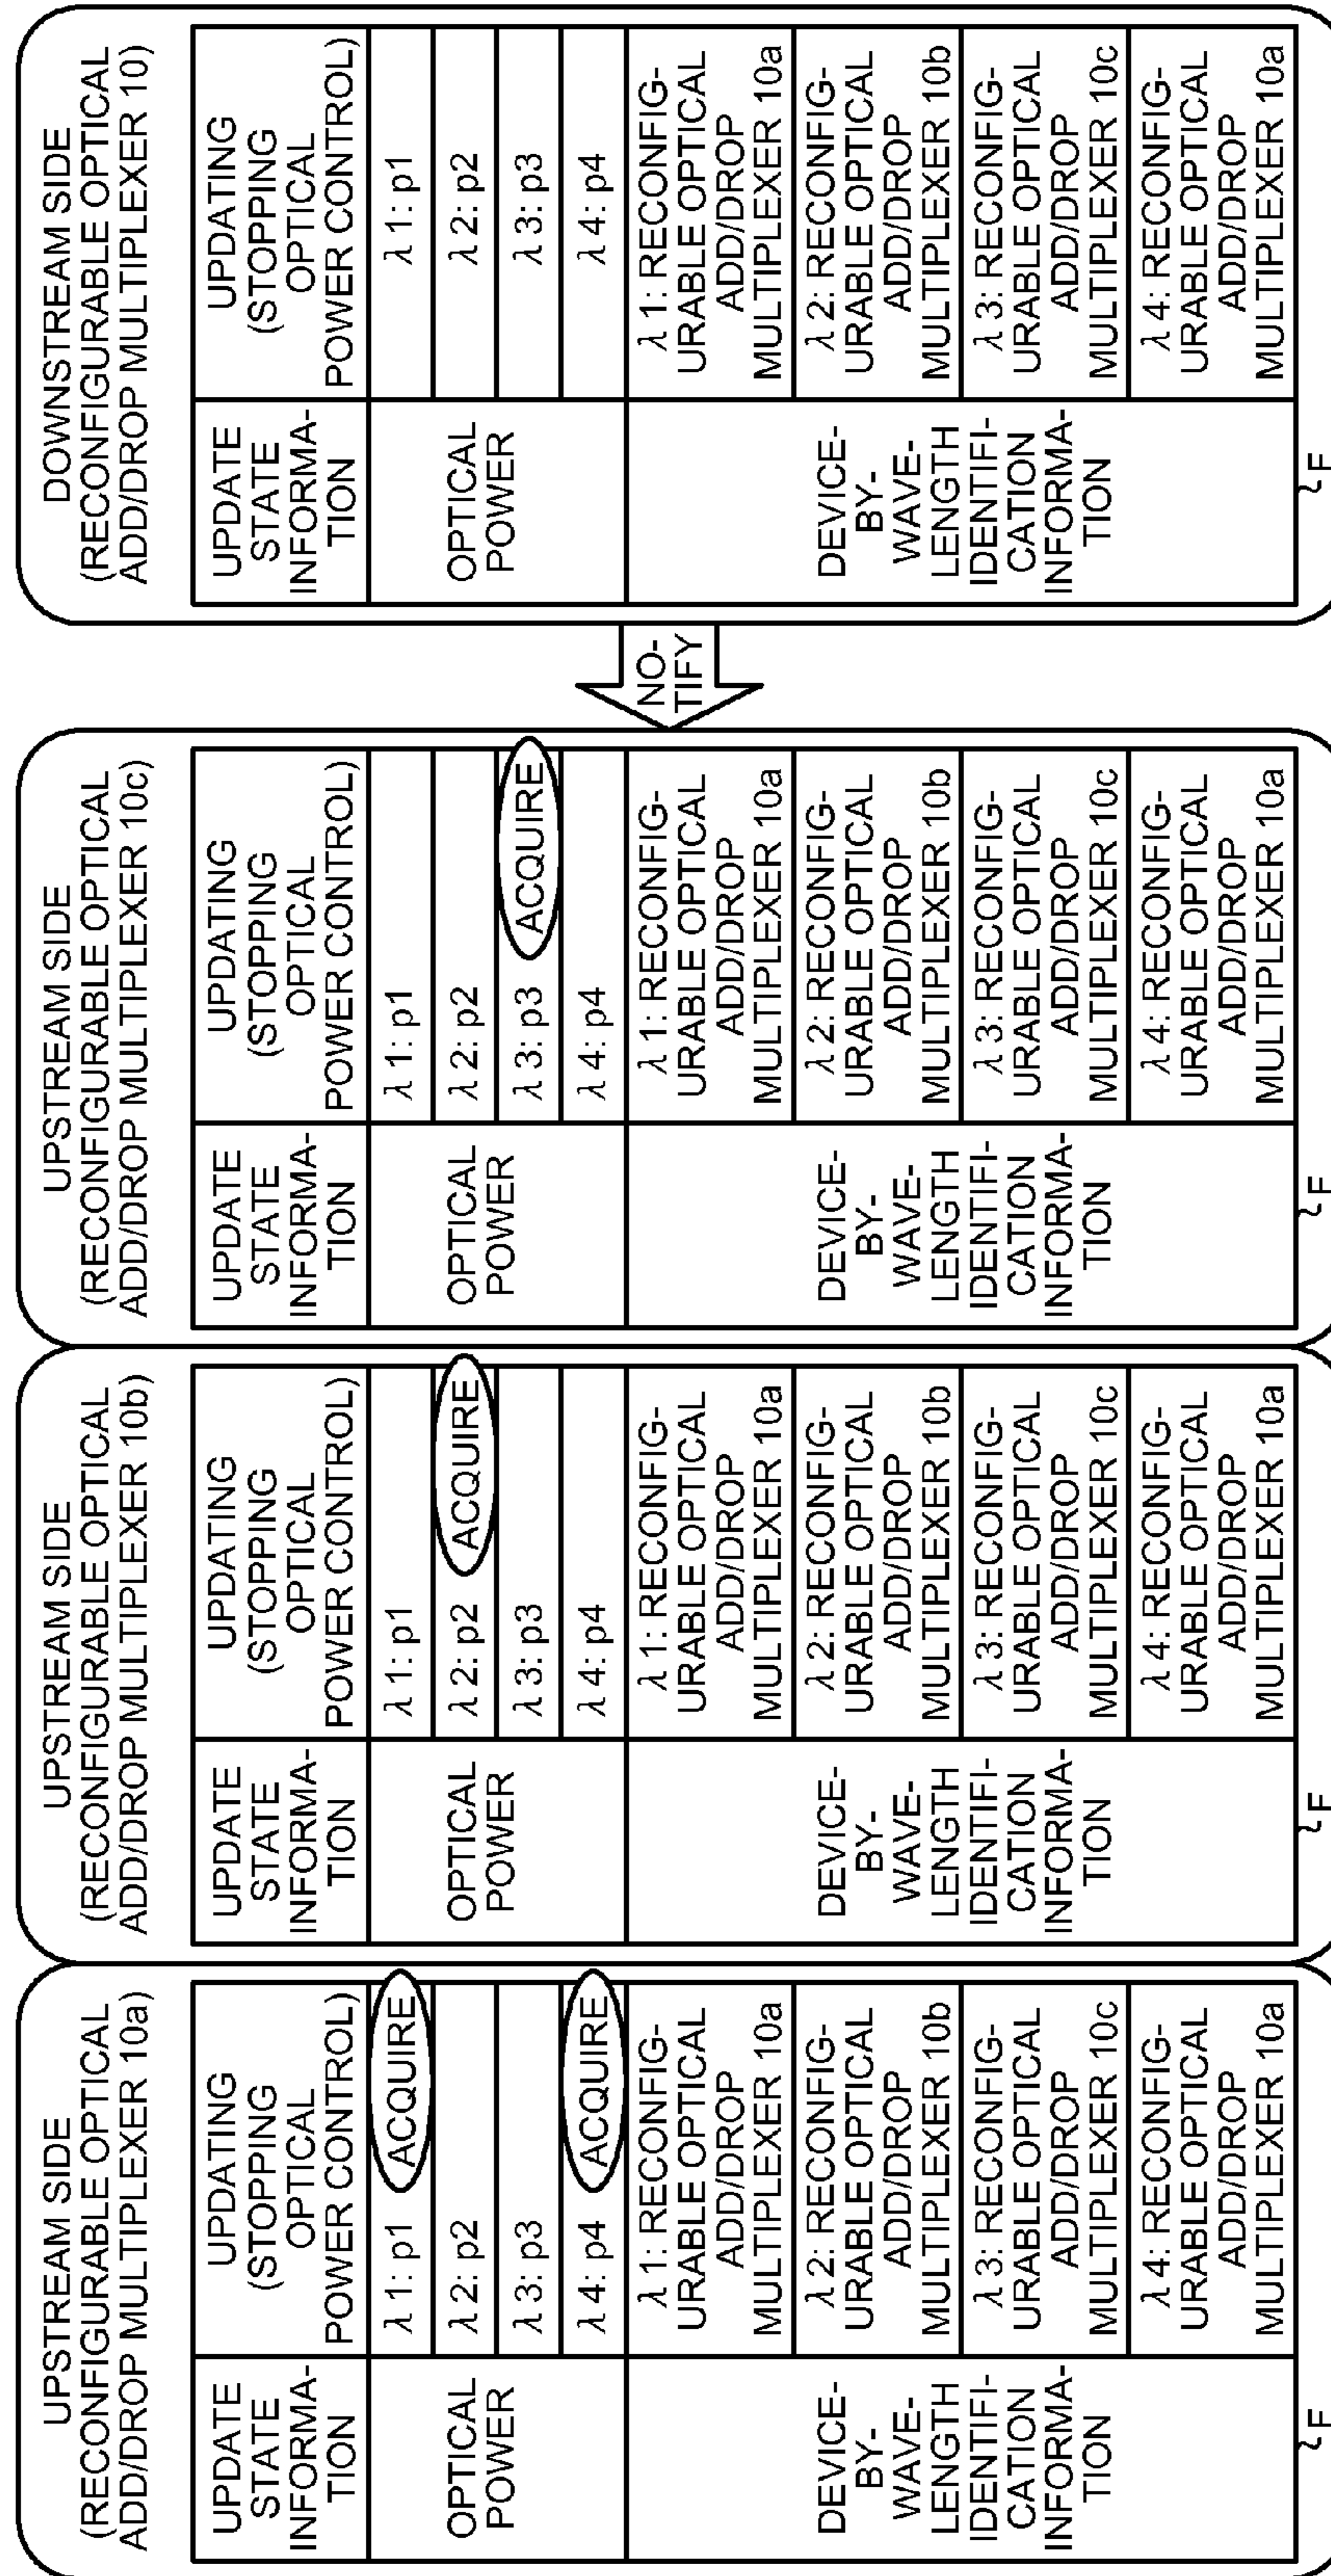 UPSTREAM SIDE
(RECONFIGURABLE OPTICAL
ADD/DROP MULTIPLEXER 10a)
UPDATE
STATE
INFORMA-
TION
UPDATING
(STOPPING
OPTICAL
POWER CONTROL)
OPTICAL
POWER
λ1: p1 ACQUIRE
λ2: p2
λ3: p3
λ4: p4 ACQUIRE
DEVICE-
BY-
WAVE-
LENGTH
IDENTIFI-
CATION
INFORMA-
TION
λ1: RECONFIG-
URABLE OPTICAL
ADD/DROP
MULTIPLEXER 10a
λ2: RECONFIG-
URABLE OPTICAL
ADD/DROP
MULTIPLEXER 10b
λ3: RECONFIG-
URABLE OPTICAL
ADD/DROP
MULTIPLEXER 10c
λ4: RECONFIG-
URABLE OPTICAL
ADD/DROP
MULTIPLEXER 10a
F
UPSTREAM SIDE
(RECONFIGURABLE OPTICAL
ADD/DROP MULTIPLEXER 10b)
UPDATE
STATE
INFORMA-
TION
UPDATING
(STOPPING
OPTICAL
POWER CONTROL)
OPTICAL
POWER
λ1: p1
λ2: p2 ACQUIRE
λ3: p3
λ4: p4
DEVICE-
BY-
WAVE-
LENGTH
IDENTIFI-
CATION
INFORMA-
TION
λ1: RECONFIG-
URABLE OPTICAL
ADD/DROP
MULTIPLEXER 10a
λ2: RECONFIG-
URABLE OPTICAL
ADD/DROP
MULTIPLEXER 10b
λ3: RECONFIG-
URABLE OPTICAL
ADD/DROP
MULTIPLEXER 10c
λ4: RECONFIG-
URABLE OPTICAL
ADD/DROP
MULTIPLEXER 10a
F
UPSTREAM SIDE
(RECONFIGURABLE OPTICAL
ADD/DROP MULTIPLEXER 10c)
UPDATE
STATE
INFORMA-
TION
UPDATING
(STOPPING
OPTICAL
POWER CONTROL)
OPTICAL
POWER
λ1: p1
λ2: p2
λ3: p3 ACQUIRE
λ4: p4
DEVICE-
BY-
WAVE-
LENGTH
IDENTIFI-
CATION
INFORMA-
TION
λ1: RECONFIG-
URABLE OPTICAL
ADD/DROP
MULTIPLEXER 10a
λ2: RECONFIG-
URABLE OPTICAL
ADD/DROP
MULTIPLEXER 10b
λ3: RECONFIG-
URABLE OPTICAL
ADD/DROP
MULTIPLEXER 10c
λ4: RECONFIG-
URABLE OPTICAL
ADD/DROP
MULTIPLEXER 10a
F
NO-
TIFY
DOWNSTREAM SIDE
(RECONFIGURABLE OPTICAL
ADD/DROP MULTIPLEXER 10)
UPDATE
STATE
INFORMA-
TION
UPDATING
(STOPPING
OPTICAL
POWER CONTROL)
OPTICAL
POWER
λ1: p1
λ2: p2
λ3: p3
λ4: p4
DEVICE-
BY-
WAVE-
LENGTH
IDENTIFI-
CATION
INFORMA-
TION
λ1: RECONFIG-
URABLE OPTICAL
ADD/DROP
MULTIPLEXER 10a
λ2: RECONFIG-
URABLE OPTICAL
ADD/DROP
MULTIPLEXER 10b
λ3: RECONFIG-
URABLE OPTICAL
ADD/DROP
MULTIPLEXER 10c
λ4: RECONFIG-
URABLE OPTICAL
ADD/DROP
MULTIPLEXER 10a
F